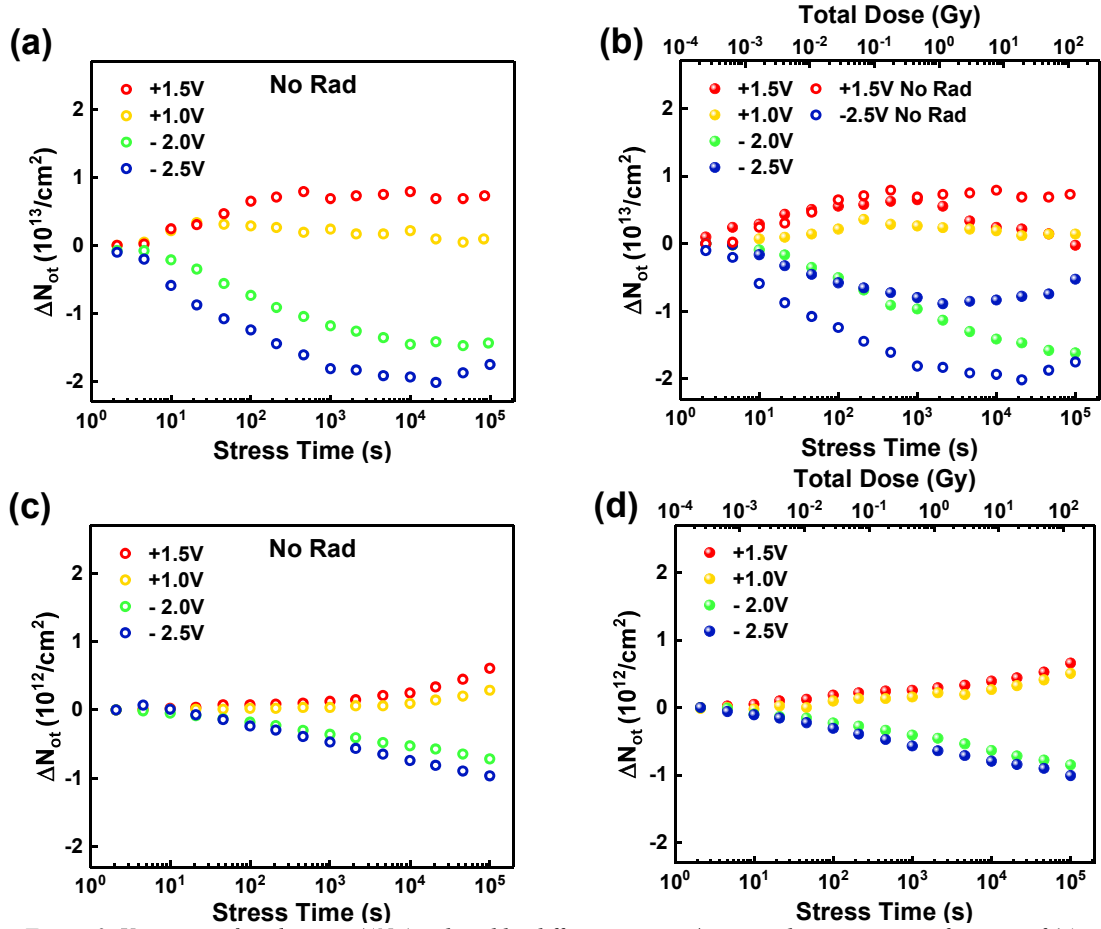 (a)
No Rad
+1.5V
+1.0V
- 2.0V
- 2.5V
2
1
0
-1
-2
ΔN_ot (10^13/cm^2)
10^0 10^1 10^2 10^3 10^4 10^5
Stress Time (s)
(b)
Total Dose (Gy)
10^-4 10^-3 10^-2 10^-1 10^0 10^1 10^2
+1.5V +1.5V No Rad
+1.0V -2.5V No Rad
- 2.0V
- 2.5V
2
1
0
-1
-2
ΔN_ot (10^13/cm^2)
10^0 10^1 10^2 10^3 10^4 10^5
Stress Time (s)
(c)
No Rad
+1.5V
+1.0V
- 2.0V
- 2.5V
2
1
0
-1
-2
ΔN_ot (10^12/cm^2)
10^0 10^1 10^2 10^3 10^4 10^5
Stress Time (s)
(d)
Total Dose (Gy)
10^-4 10^-3 10^-2 10^-1 10^0 10^1 10^2
+1.5V
+1.0V
- 2.0V
- 2.5V
2
1
0
-1
-2
ΔN_ot (10^12/cm^2)
10^0 10^1 10^2 10^3 10^4 10^5
Stress Time (s)